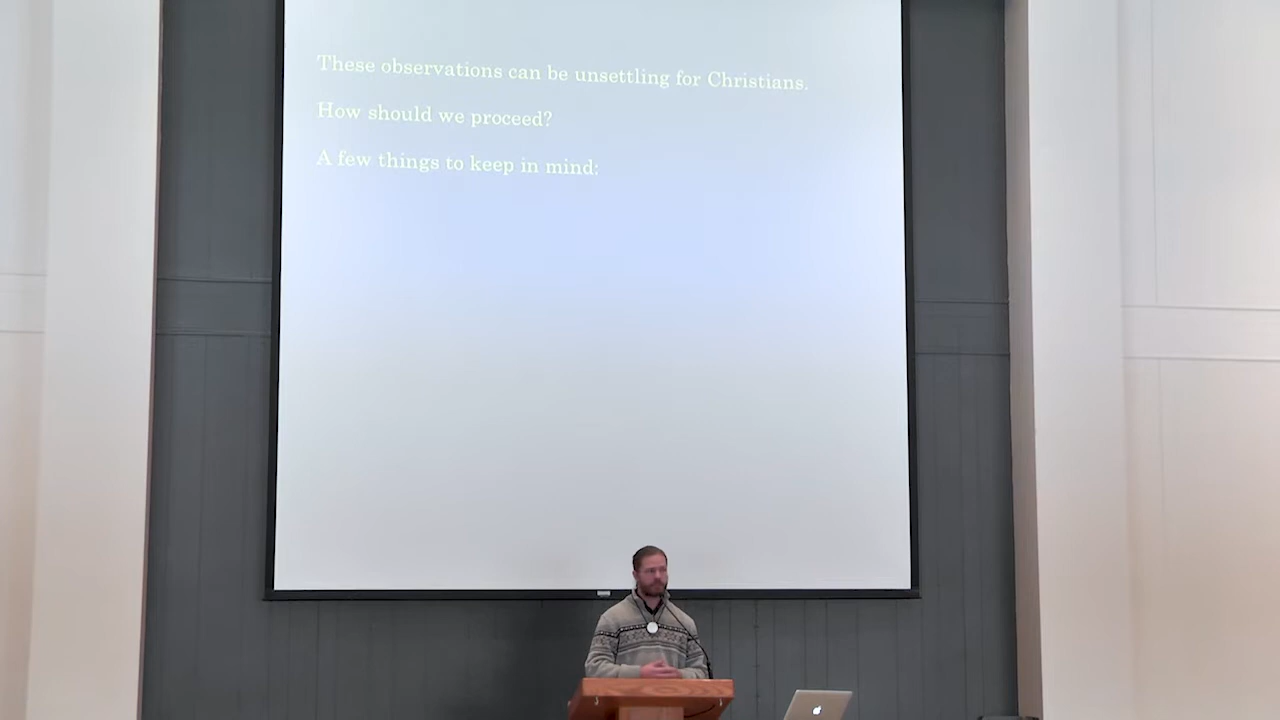 These observations can be unsettling for Christians.
How should we proceed?
A few things to keep in mind: